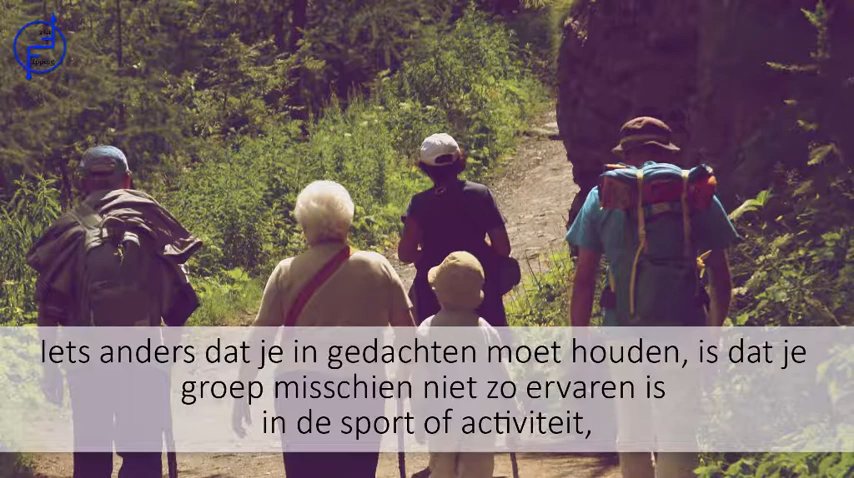 Iets anders dat je in gedachten moet houden, is dat je
groep misschien niet zo ervaren is
in de sport of activiteit,